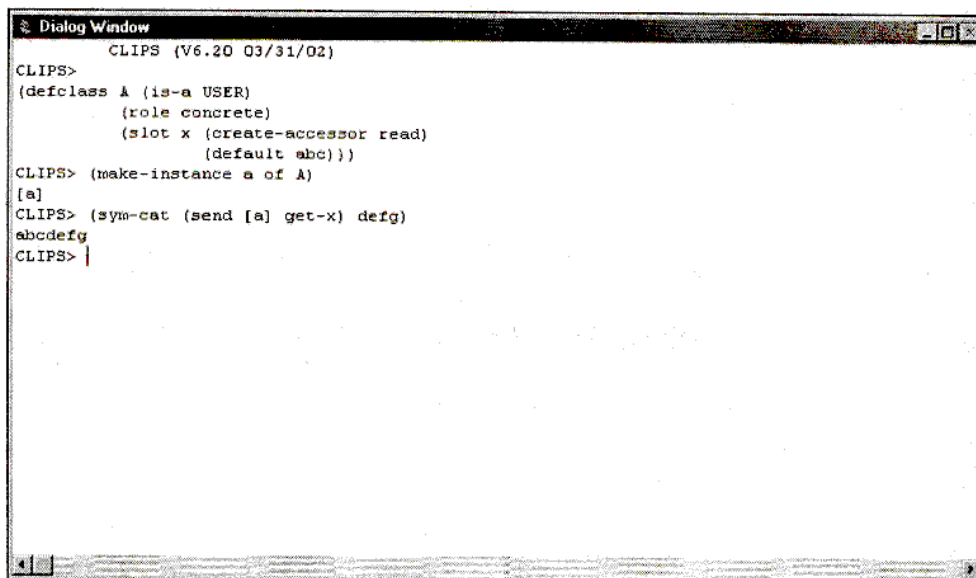 Dialog Window
CLIPS (V6.20 03/31/02)
CLIPS>
(defclass A (is-a USER)
(role concrete)
(slot x (create-accessor read)
(default abc)))
CLIPS> (make-instance a of A)
[a]
CLIPS> (sym-cat (send [a] get-x) defg)
abcdefg
CLIPS>